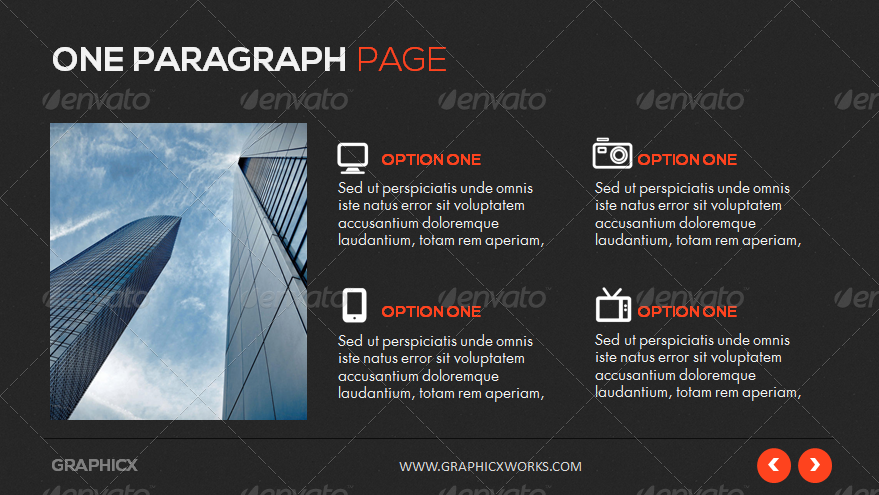 ONE PARAGRAPH PAGE
OPTION ONE
Sed ut perspiciatis unde omnis
iste natus error sit voluptatem
accusantium doloremque
laudantium, totam rem aperiam,
OPTION ONE
Sed ut perspiciatis unde omnis
iste natus error sit voluptatem
accusantium doloremque
laudantium, totam rem aperiam,
OPTION ONE
Sed ut perspiciatis unde omnis
iste natus error sit voluptatem
accusantium doloremque
laudantium, totam rem aperiam,
OPTION ONE
Sed ut perspiciatis unde omnis
iste natus error sit voluptatem
accusantium doloremque
laudantium, totam rem aperiam,
GRAPHICX
WWW.GRAPHICXWORKS.COM
envato envato envato envato
envato envato envato envato